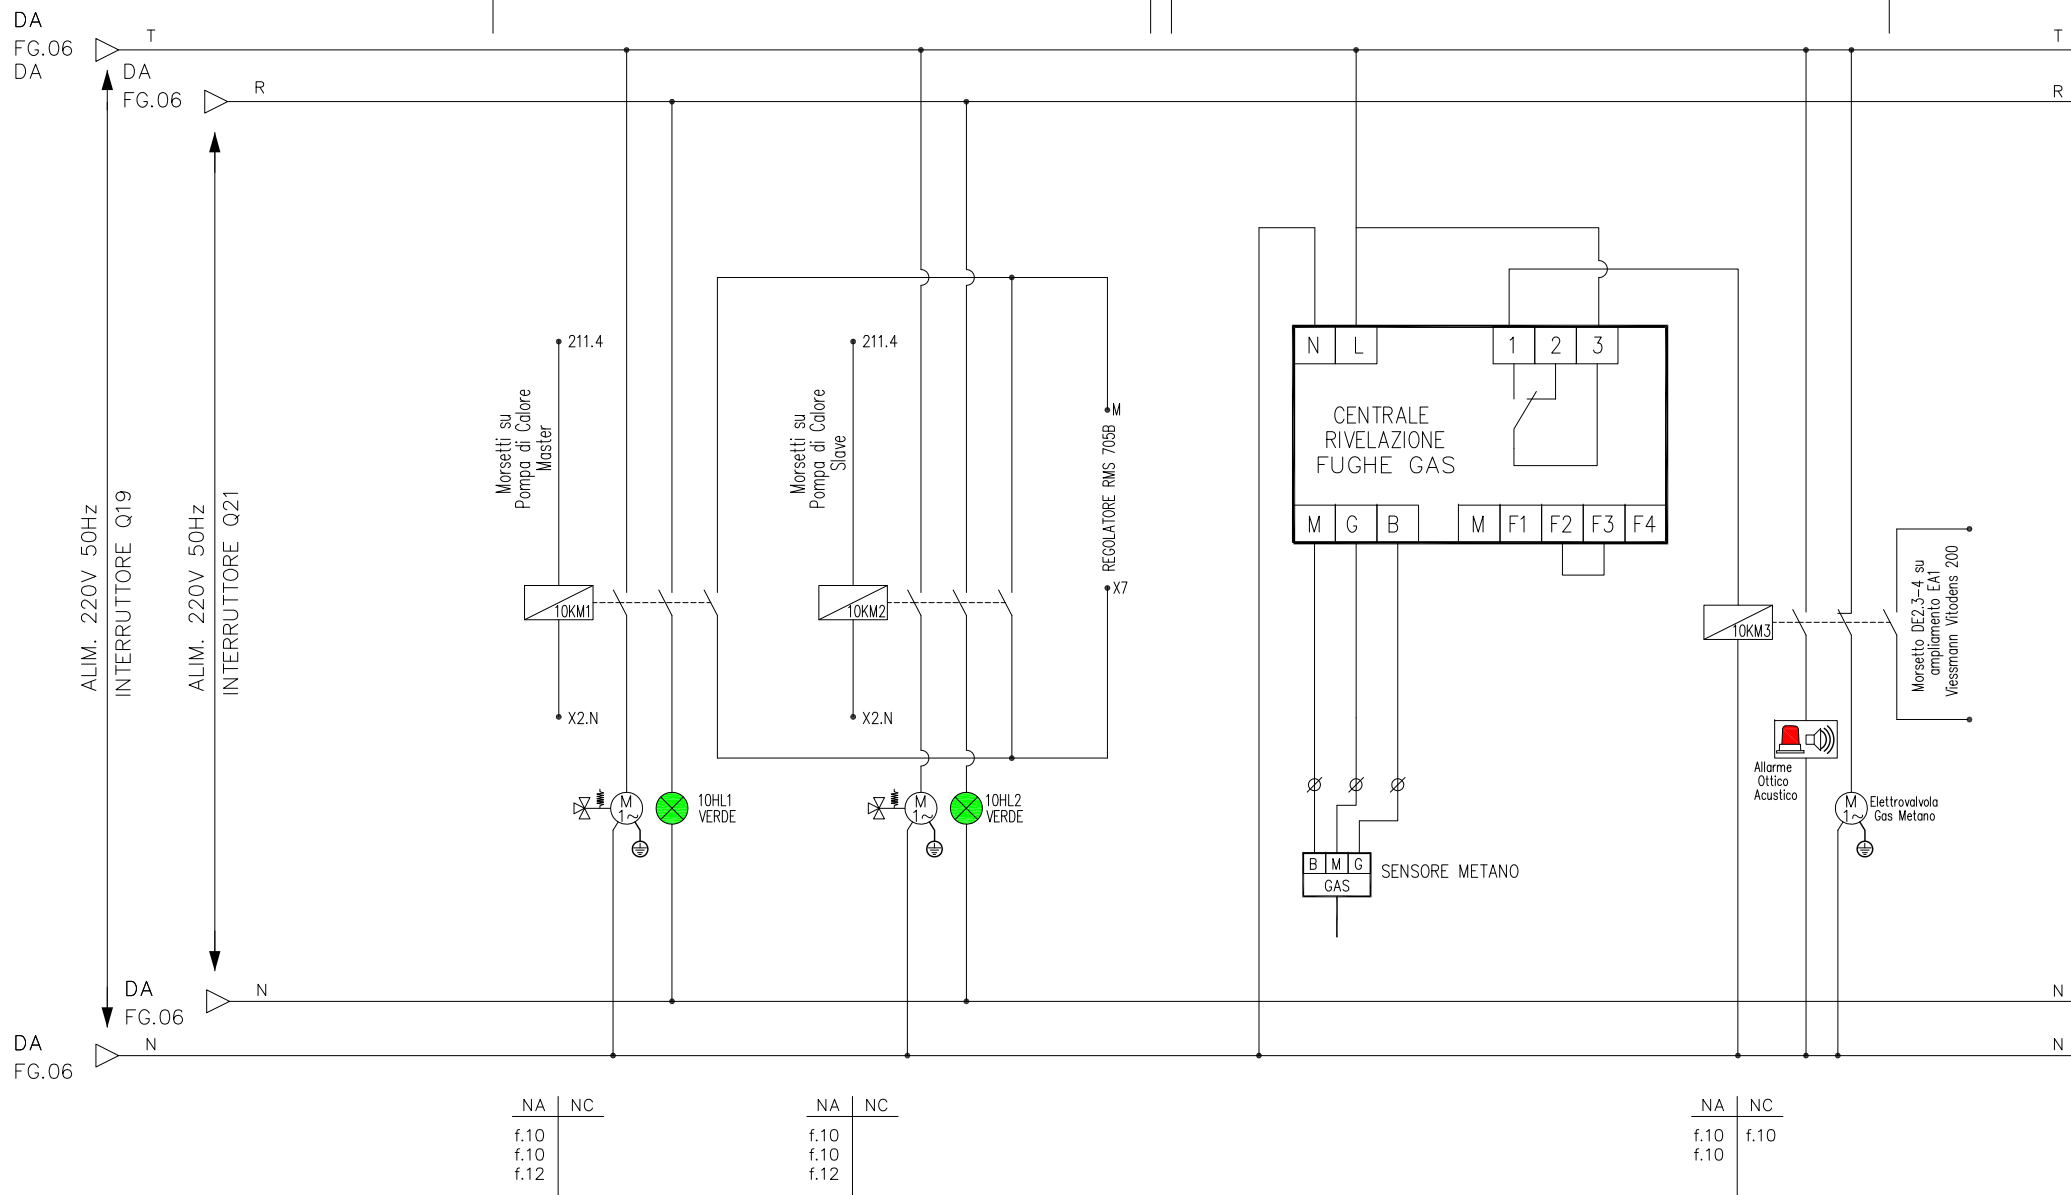 DA
FG.06
DA
T
T
DA
FG.06
R
R
ALIM. 220V 50Hz
INTERRUTTORE Q19
ALIM. 220V 50Hz
INTERRUTTORE Q21
211.4
Morsetti su
Pompa di Calore
Master
10KM1
X2.N
M
1~
10HL1
VERDE
211.4
Morsetti su
Pompa di Calore
Slave
10KM2
X2.N
M
1~
10HL2
VERDE
M
REGOLATORE RMS 705B
X7
N L 1 2 3
CENTRALE
RIVELAZIONE
FUGHE GAS
M G B M F1 F2 F3 F4
B M G
GAS
SENSORE METANO
10KM3
Allarme
Ottico
Acustico
M
1~
Elettrovalvola
Gas Metano
Morsetto DE2.3-4 su
ampliamento EA1
Viessmann Vitodens 200
DA
FG.06
N
N
DA
FG.06
N
N
NA NC
f.10
f.10
f.12
NA NC
f.10
f.10
f.12
NA NC
f.10 f.10
f.10